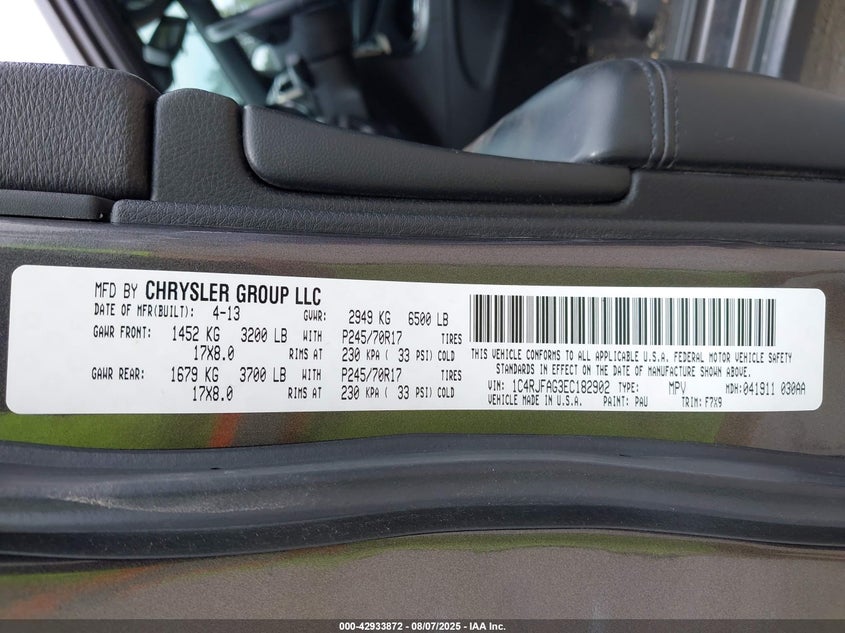 MFD BY CHRYSLER GROUP LLC
DATE OF MFR(BUILT): 4-13 GVWR: 2949 KG 6500 LB
GAWR FRONT: 1452 KG 3200 LB WITH P245/70R17 TIRES
17X8.0 RIMS AT 230 KPA ( 33 PSI) COLD
GAWR REAR: 1679 KG 3700 LB WITH P245/70R17 TIRES
17X8.0 RIMS AT 230 KPA ( 33 PSI) COLD
THIS VEHICLE CONFORMS TO ALL APPLICABLE U.S.A. FEDERAL MOTOR VEHICLE SAFETY
STANDARDS IN EFFECT ON THE DATE OF MANUFACTURE SHOWN ABOVE.
VIN: 1C4RJFAG3EC182902 TYPE: MPV MDH: 041911 030AA
VEHICLE MADE IN U.S.A. PAINT: PAU TRIM: F7X9
000-42933872 - 08/07/2025 - IAA Inc.